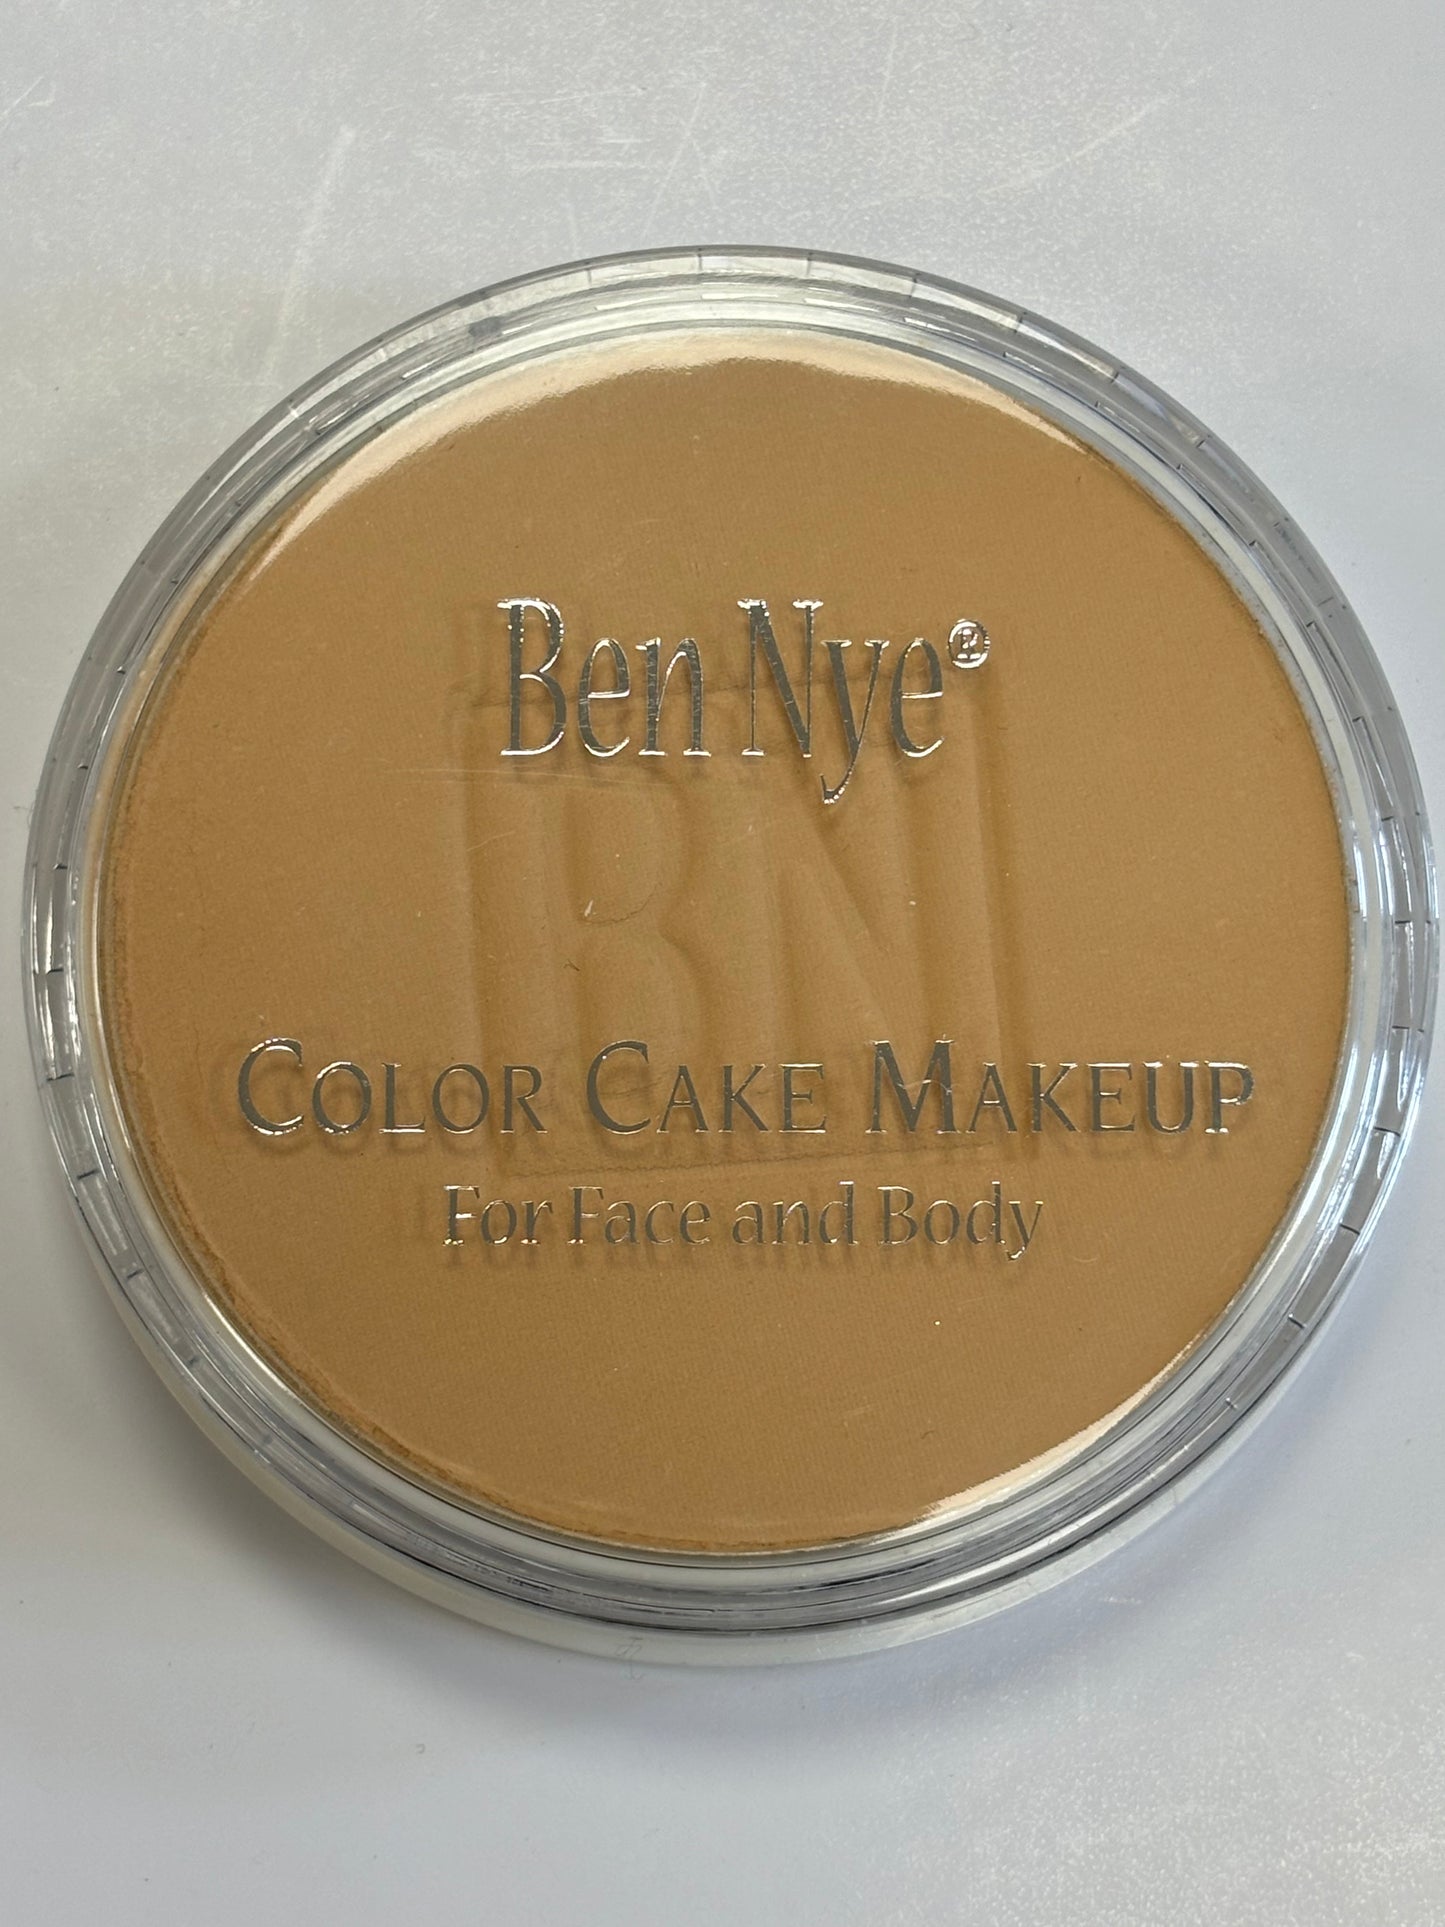 Ben Nye®
BN
COLOR CAKE MAKEUP
For Face and Body